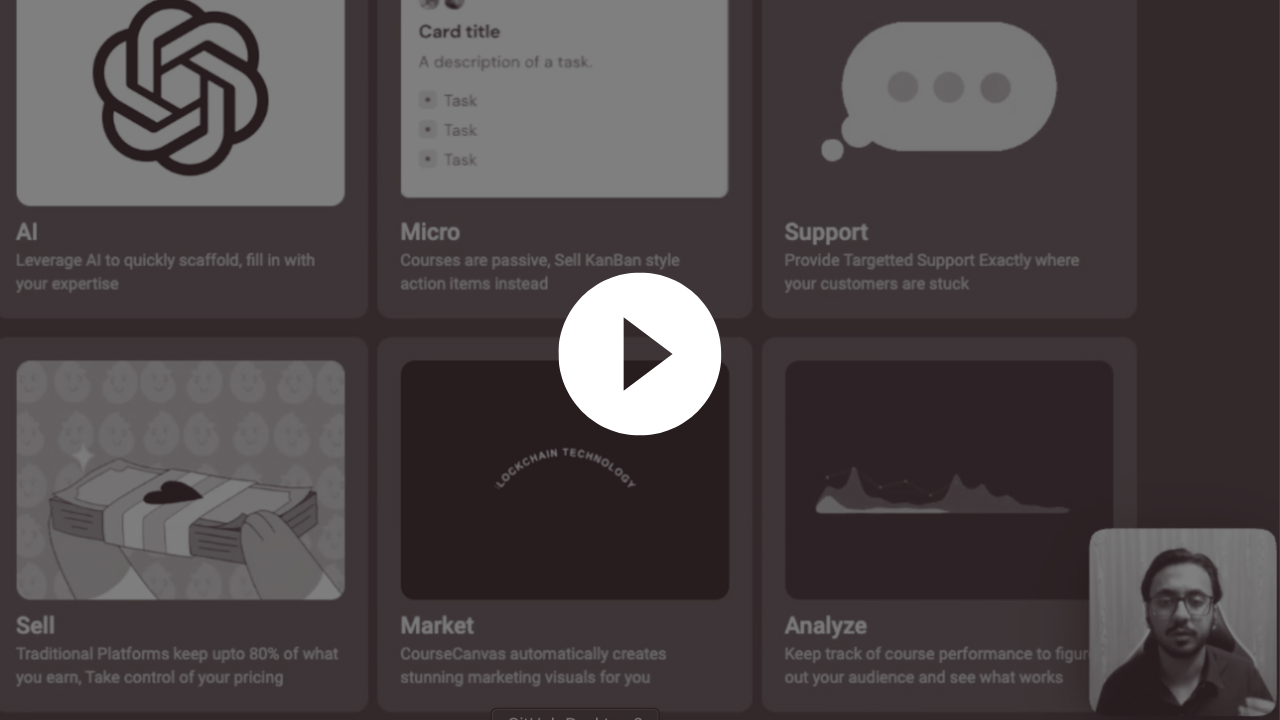 Card title
A description of a task.
Task
Task
Task
AI
Leverage AI to quickly scaffold, fill in with
your expertise
Micro
Courses are passive, Sell KanBan style
action items instead
Support
Provide Targetted Support Exactly where
your customers are stuck
LOCKCHAIN TECHNOLOGY
Sell
Traditional Platforms keep upto 80% of what
you earn, Take control of your pricing
Market
CourseCanvas automatically creates
stunning marketing visuals for you
Analyze
Keep track of course performance to figur
out your audience and see what works